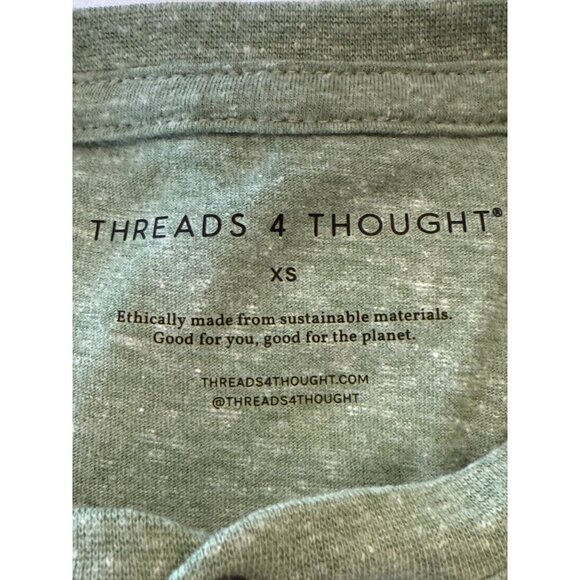 THREADS 4 THOUGHT®
XS
Ethically made from sustainable materials.
Good for you, good for the planet.
THREADS4THOUGHT.COM
@THREADS4THOUGHT